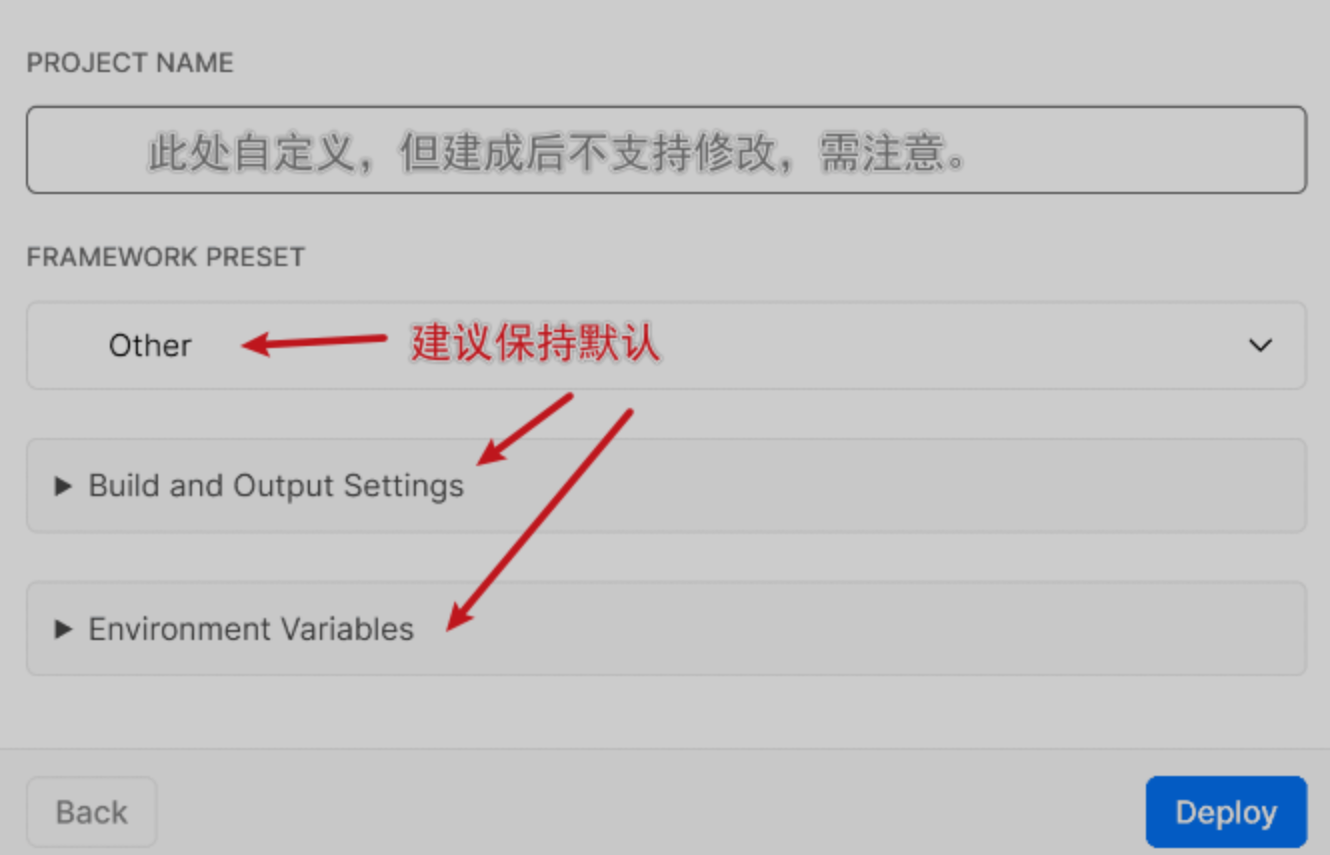 PROJECT NAME
此处自定义，但建成后不支持修改，需注意。
FRAMEWORK PRESET
Other
建议保持默认
Build and Output Settings
Environment Variables
Back
Deploy